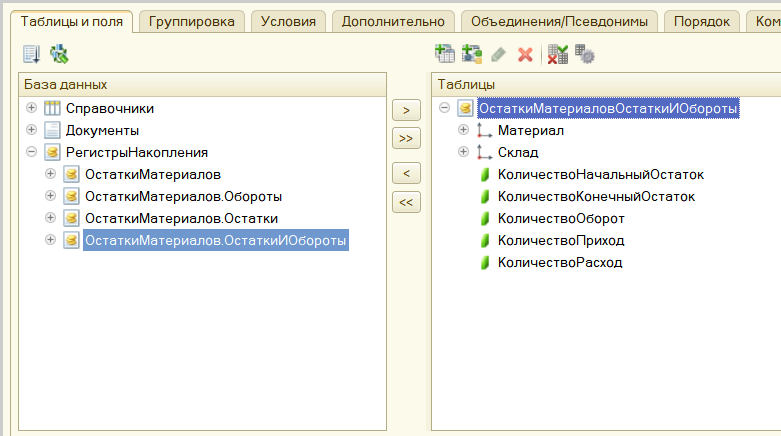 Таблицы и поля
Группировка
Условия
Дополнительно
Объединения/Псевдонимы
Порядок
Ком
База данных
Справочники
Документы
РегистрыНакопления
ОстаткиМатериалов
ОстаткиМатериалов.Обороты
ОстаткиМатериалов.Остатки
ОстаткиМатериалов.ОстаткиИОбороты
>
>>
<
<<
Таблицы
ОстаткиМатериаловОстаткиИОбороты
Материал
Склад
КоличествоНачальныйОстаток
КоличествоКонечныйОстаток
КоличествоОборот
КоличествоПриход
КоличествоРасход